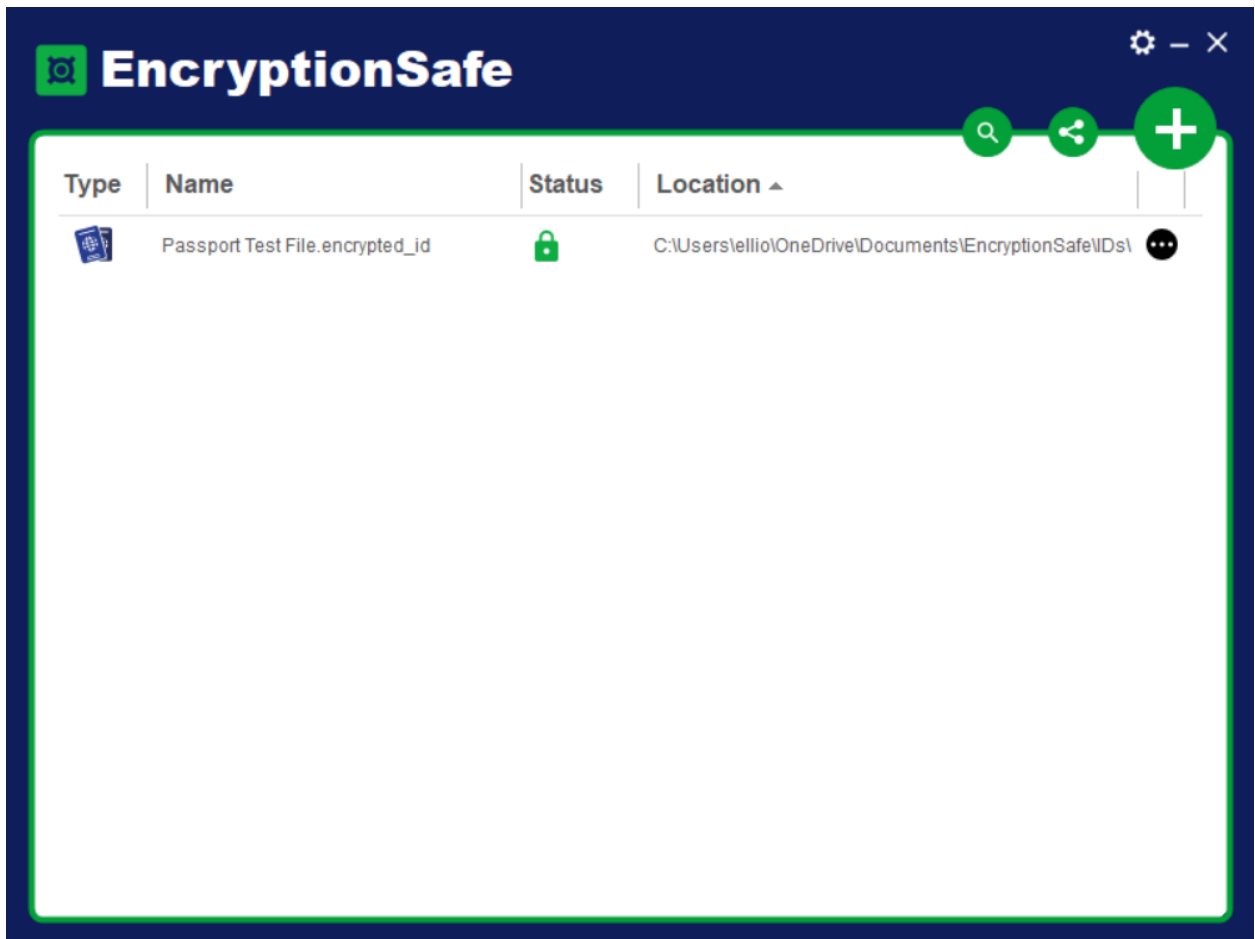 EncryptionSafe
Type Name Status Location
Passport Test File.encrypted_id C:\Users\ellio\OneDrive\Documents\EncryptionSafe\IDs\